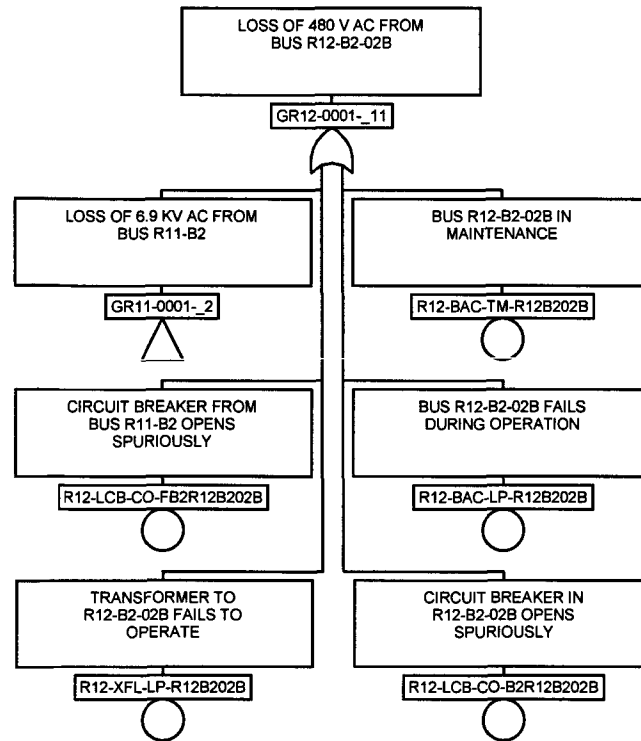 LOSS OF 480 V AC FROM
BUS R12-B2-02B
GR12-0001-_11
LOSS OF 6.9 KV AC FROM
BUS R11-B2
GR11-0001-_2
BUS R12-B2-02B IN
MAINTENANCE
R12-BAC-TM-R12B202B
CIRCUIT BREAKER FROM
BUS R11-B2 OPENS
SPURIOUSLY
R12-LCB-CO-FB2R12B202B
BUS R12-B2-02B FAILS
DURING OPERATION
R12-BAC-LP-R12B202B
TRANSFORMER TO
R12-B2-02B FAILS TO
OPERATE
R12-XFL-LP-R12B202B
CIRCUIT BREAKER IN
R12-B2-02B OPENS
SPURIOUSLY
R12-LCB-CO-B2R12B202B